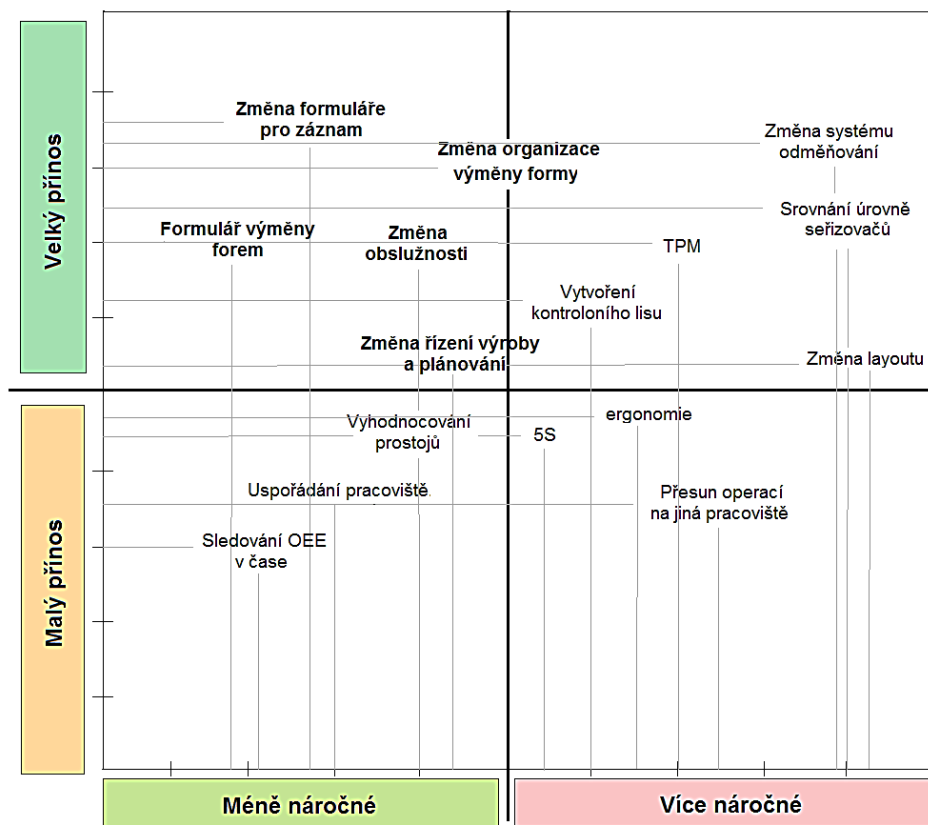 Velký přínos
Změna formuláře
pro záznam
Změna organizace
výměny formy
Změna systému
odměňování
Srovnání úrovně
seřizovačů
Formulář výměny
forem
Změna
obslužnosti
TPM
Vytvoření
kontroloního lisu
Změna řízení výroby
a plánování
Změna layoutu
Malý přínos
Vyhodnocování
prostojů
5S
ergonomie
Uspořádání pracoviště
Přesun operací
na jiná pracoviště
Sledování OEE
v čase
Méně náročné
Více náročné